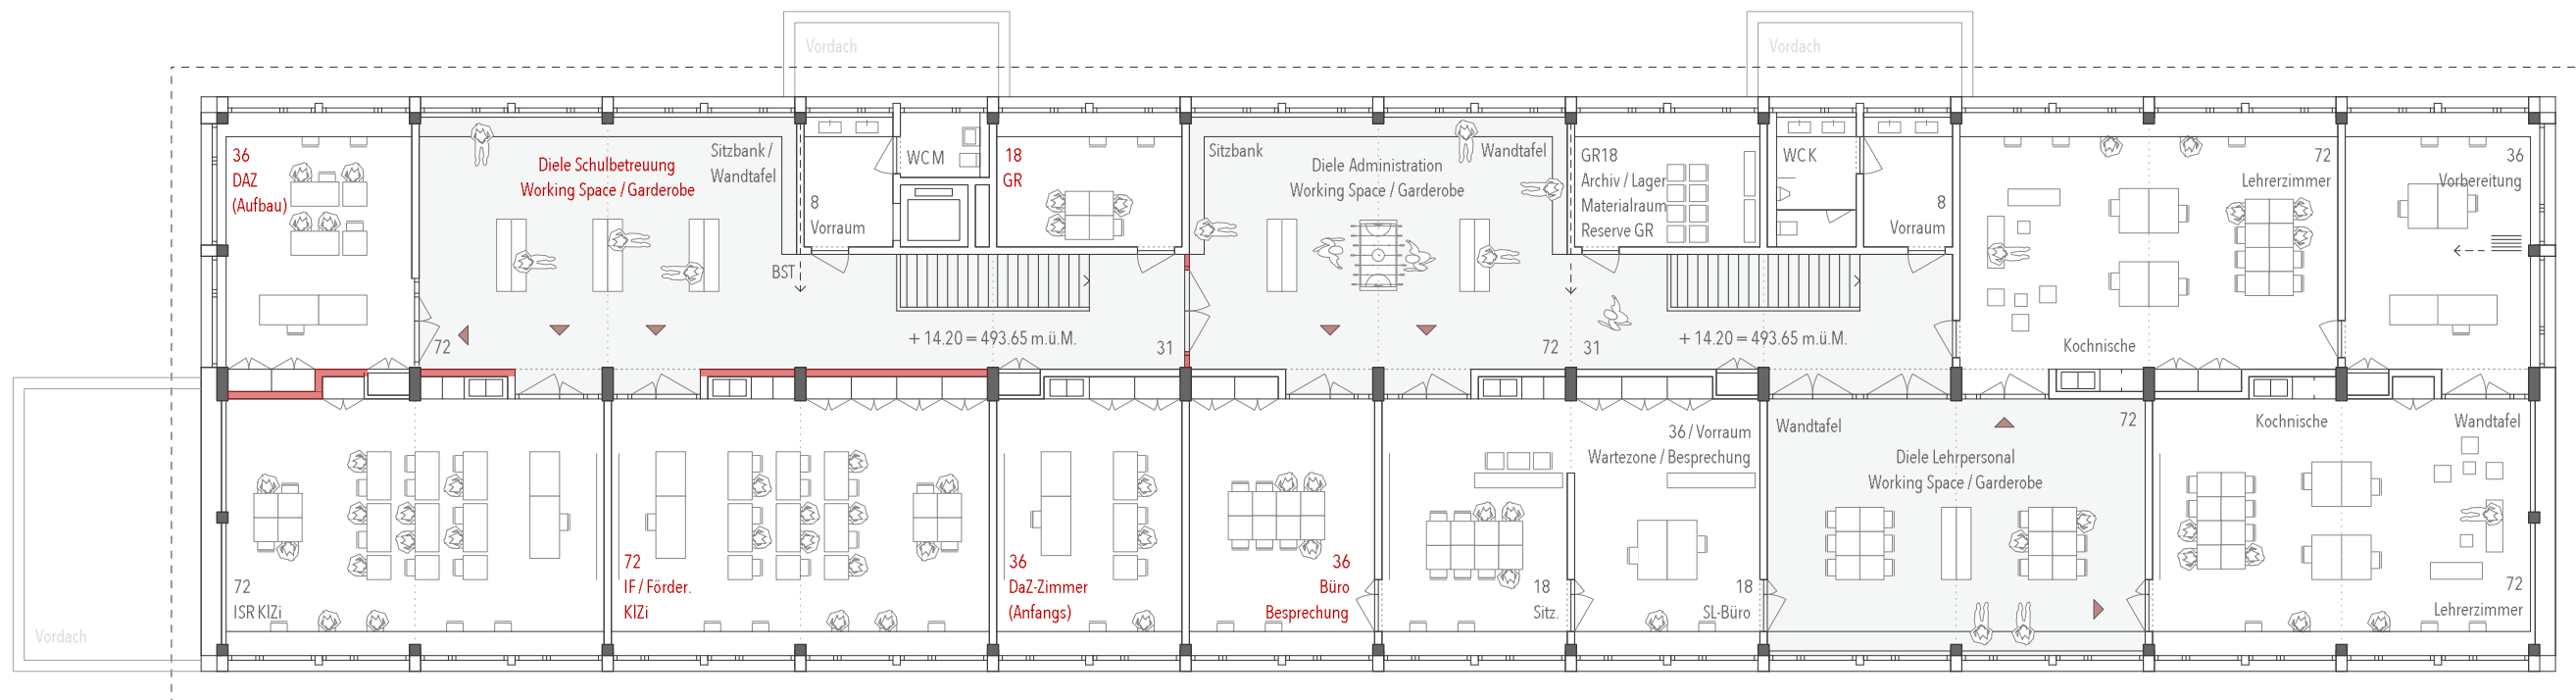 Vordach
Vordach
36
DAZ
(Aufbau)
Diele Schulbetreuung
Working Space / Garderobe
Sitzbank /
Wandtafel
8
Vorraum
WC M
18
GR
Sitzbank
Diele Administration
Working Space / Garderobe
Wandtafel
GR18
Archiv / Lager
Materialraum
Reserve GR
WC K
8
Vorraum
72
Lehrerzimmer
36
Vorbereitung
BST
72
+ 14.20 = 493.65 m.ü.M.
31
72
31
+ 14.20 = 493.65 m.ü.M.
Kochnische
Vordach
72
ISR KlZi
72
IF / Förder.
KlZi
36
DaZ-Zimmer
(Anfangs)
36
Büro
Besprechung
18
Sitz.
36 / Vorraum
Wartezone / Besprechung
18
SL-Büro
Wandtafel
72
Diele Lehrpersonal
Working Space / Garderobe
Kochnische
Wandtafel
72
Lehrerzimmer